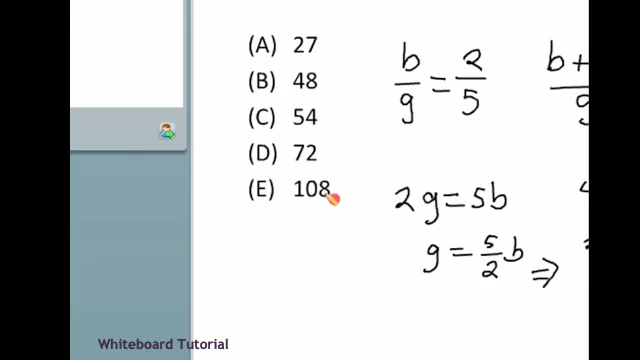 (A) 27
(B) 48
(C) 54
(D) 72
(E) 108
b/g = 2/5
b+
g
2g = 5b
g = 5/2 b ⇒
Whiteboard Tutorial